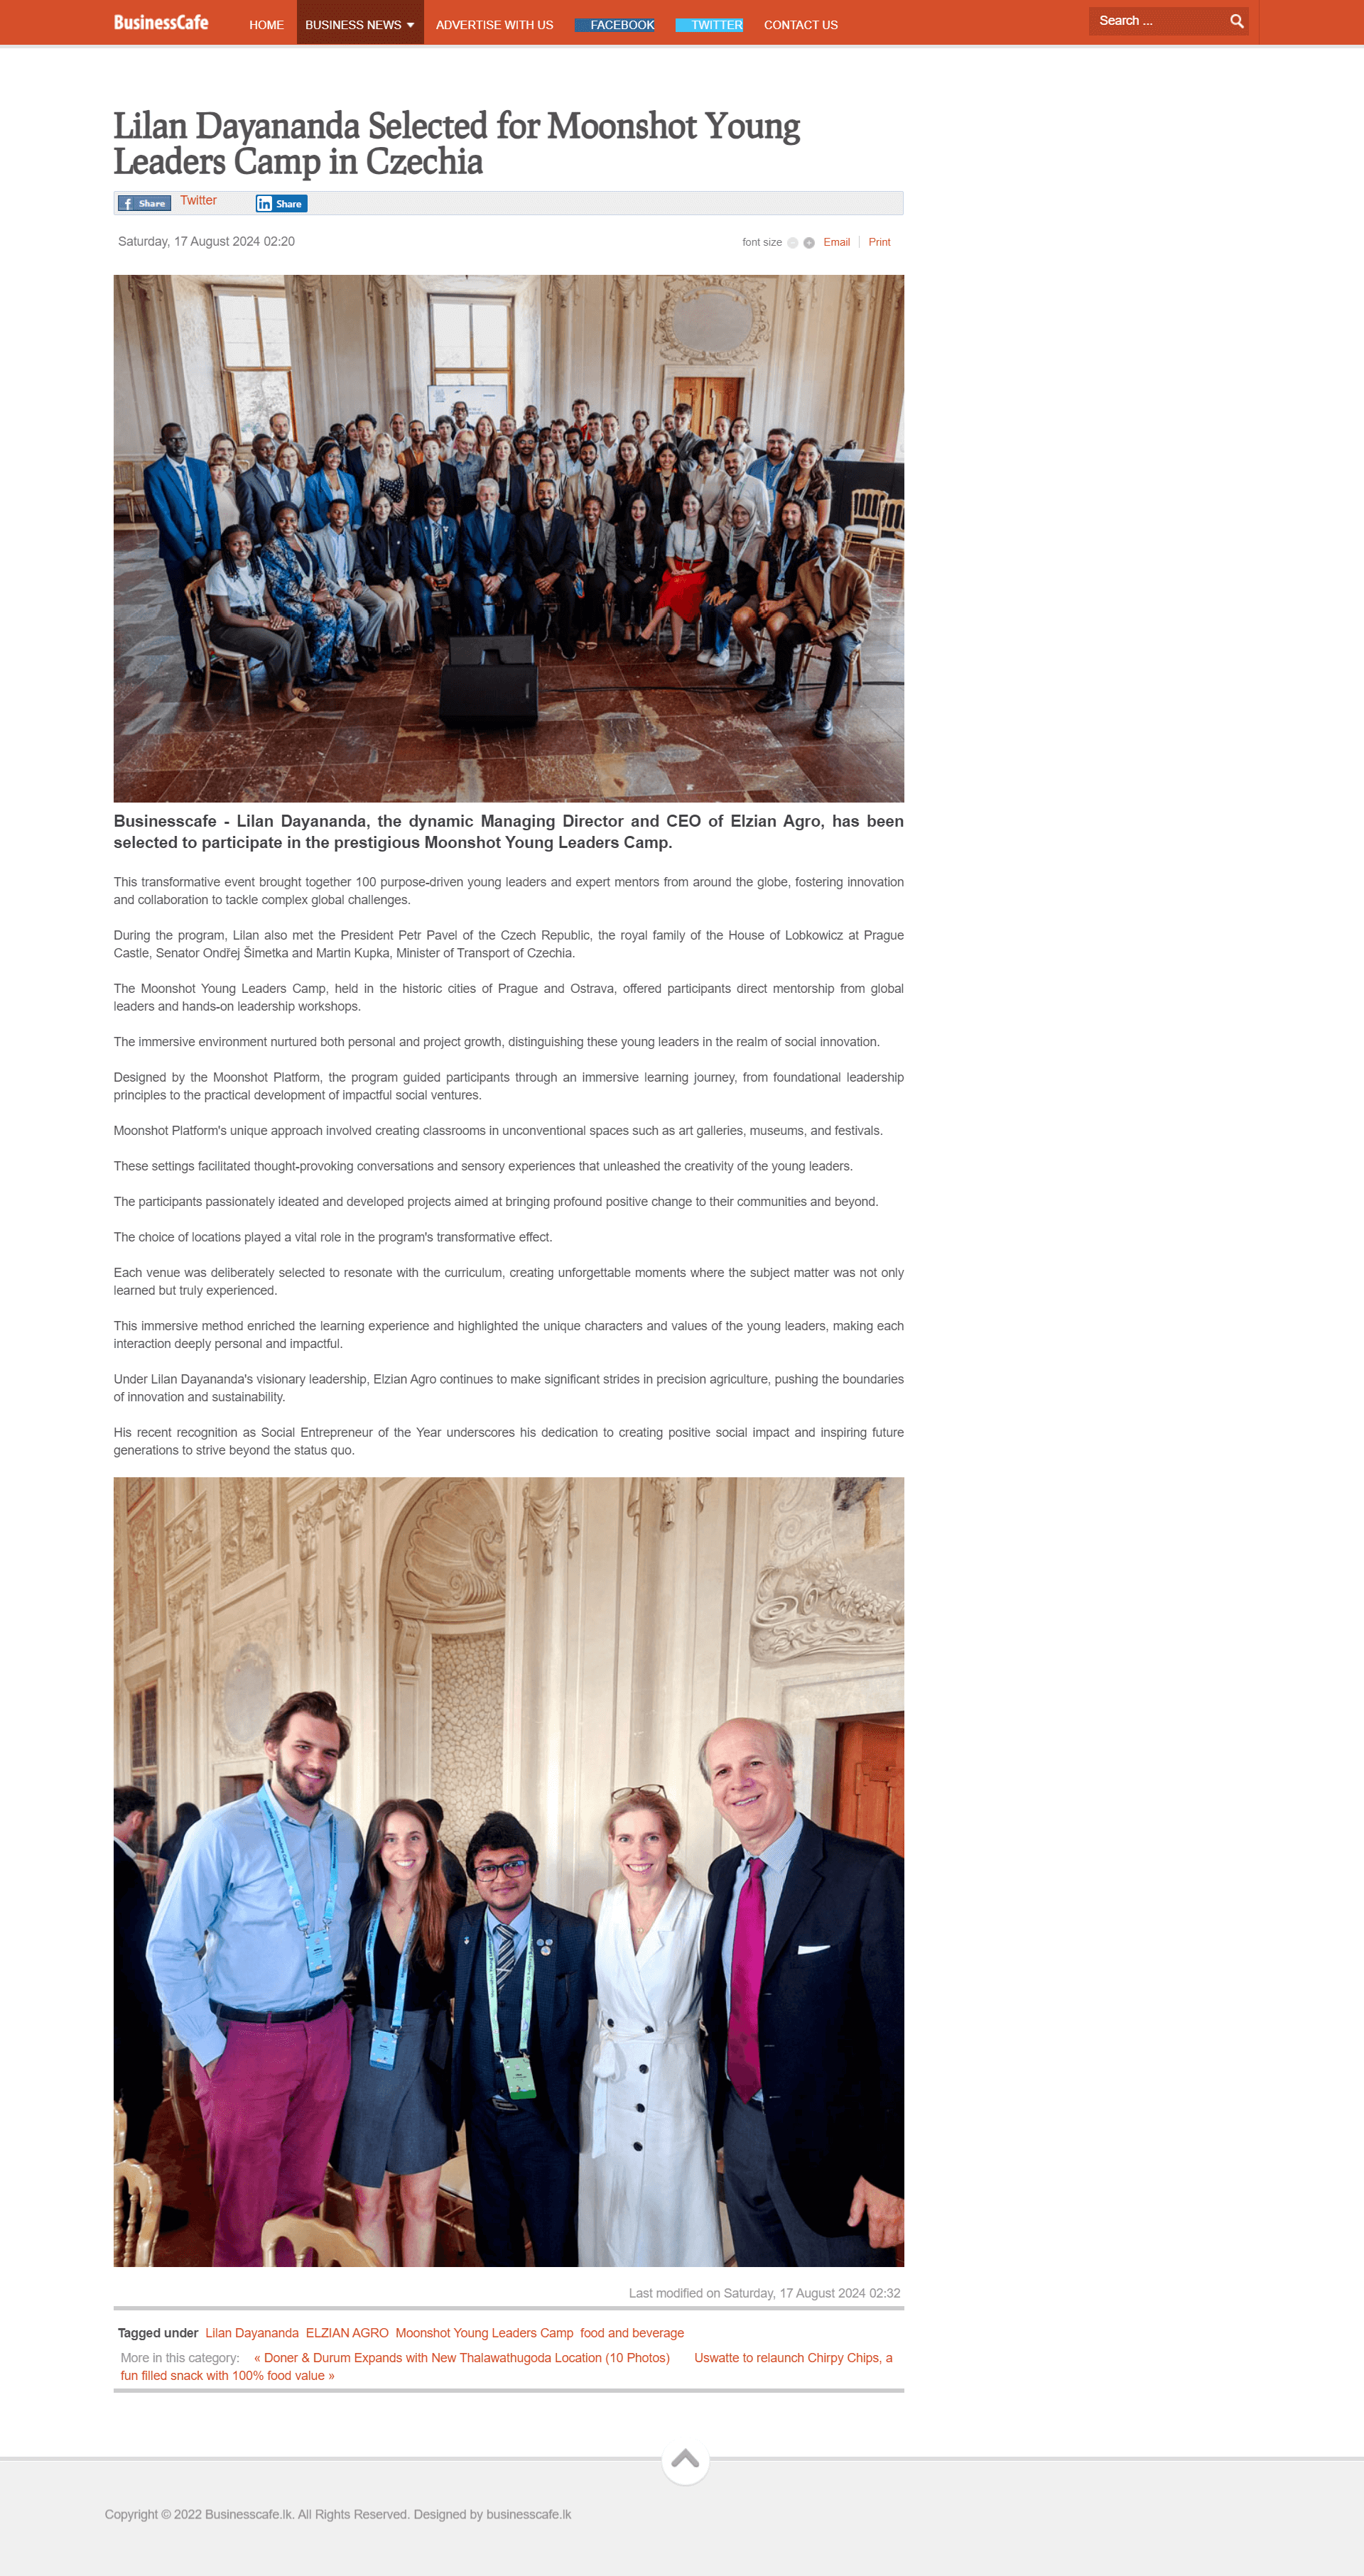 BusinessCafe
HOME
BUSINESS NEWS
ADVERTISE WITH US
FACEBOOK
TWITTER
CONTACT US
Search ...
Lilan Dayananda Selected for Moonshot Young
Leaders Camp in Czechia
Share
Twitter
Share
Saturday, 17 August 2024 02:20
font size
Email
Print
Businesscafe - Lilan Dayananda, the dynamic Managing Director and CEO of Elzian Agro, has been
selected to participate in the prestigious Moonshot Young Leaders Camp.
This transformative event brought together 100 purpose-driven young leaders and expert mentors from around the globe, fostering innovation
and collaboration to tackle complex global challenges.
During the program, Lilan also met the President Petr Pavel of the Czech Republic, the royal family of the House of Lobkowicz at Prague
Castle, Senator Ondřej Šimetka and Martin Kupka, Minister of Transport of Czechia.
The Moonshot Young Leaders Camp, held in the historic cities of Prague and Ostrava, offered participants direct mentorship from global
leaders and hands-on leadership workshops.
The immersive environment nurtured both personal and project growth, distinguishing these young leaders in the realm of social innovation.
Designed by the Moonshot Platform, the program guided participants through an immersive learning journey, from foundational leadership
principles to the practical development of impactful social ventures.
Moonshot Platform's unique approach involved creating classrooms in unconventional spaces such as art galleries, museums, and festivals.
These settings facilitated thought-provoking conversations and sensory experiences that unleashed the creativity of the young leaders.
The participants passionately ideated and developed projects aimed at bringing profound positive change to their communities and beyond.
The choice of locations played a vital role in the program's transformative effect.
Each venue was deliberately selected to resonate with the curriculum, creating unforgettable moments where the subject matter was not only
learned but truly experienced.
This immersive method enriched the learning experience and highlighted the unique characters and values of the young leaders, making each
interaction deeply personal and impactful.
Under Lilan Dayananda's visionary leadership, Elzian Agro continues to make significant strides in precision agriculture, pushing the boundaries
of innovation and sustainability.
His recent recognition as Social Entrepreneur of the Year underscores his dedication to creating positive social impact and inspiring future
generations to strive beyond the status quo.
Last modified on Saturday, 17 August 2024 02:32
Tagged under Lilan Dayananda ELZIAN AGRO Moonshot Young Leaders Camp food and beverage
More in this category: « Doner & Durum Expands with New Thalawathugoda Location (10 Photos) Uswatte to relaunch Chirpy Chips, a
fun filled snack with 100% food value »
Copyright © 2022 Businesscafe.lk. All Rights Reserved. Designed by businesscafe.lk